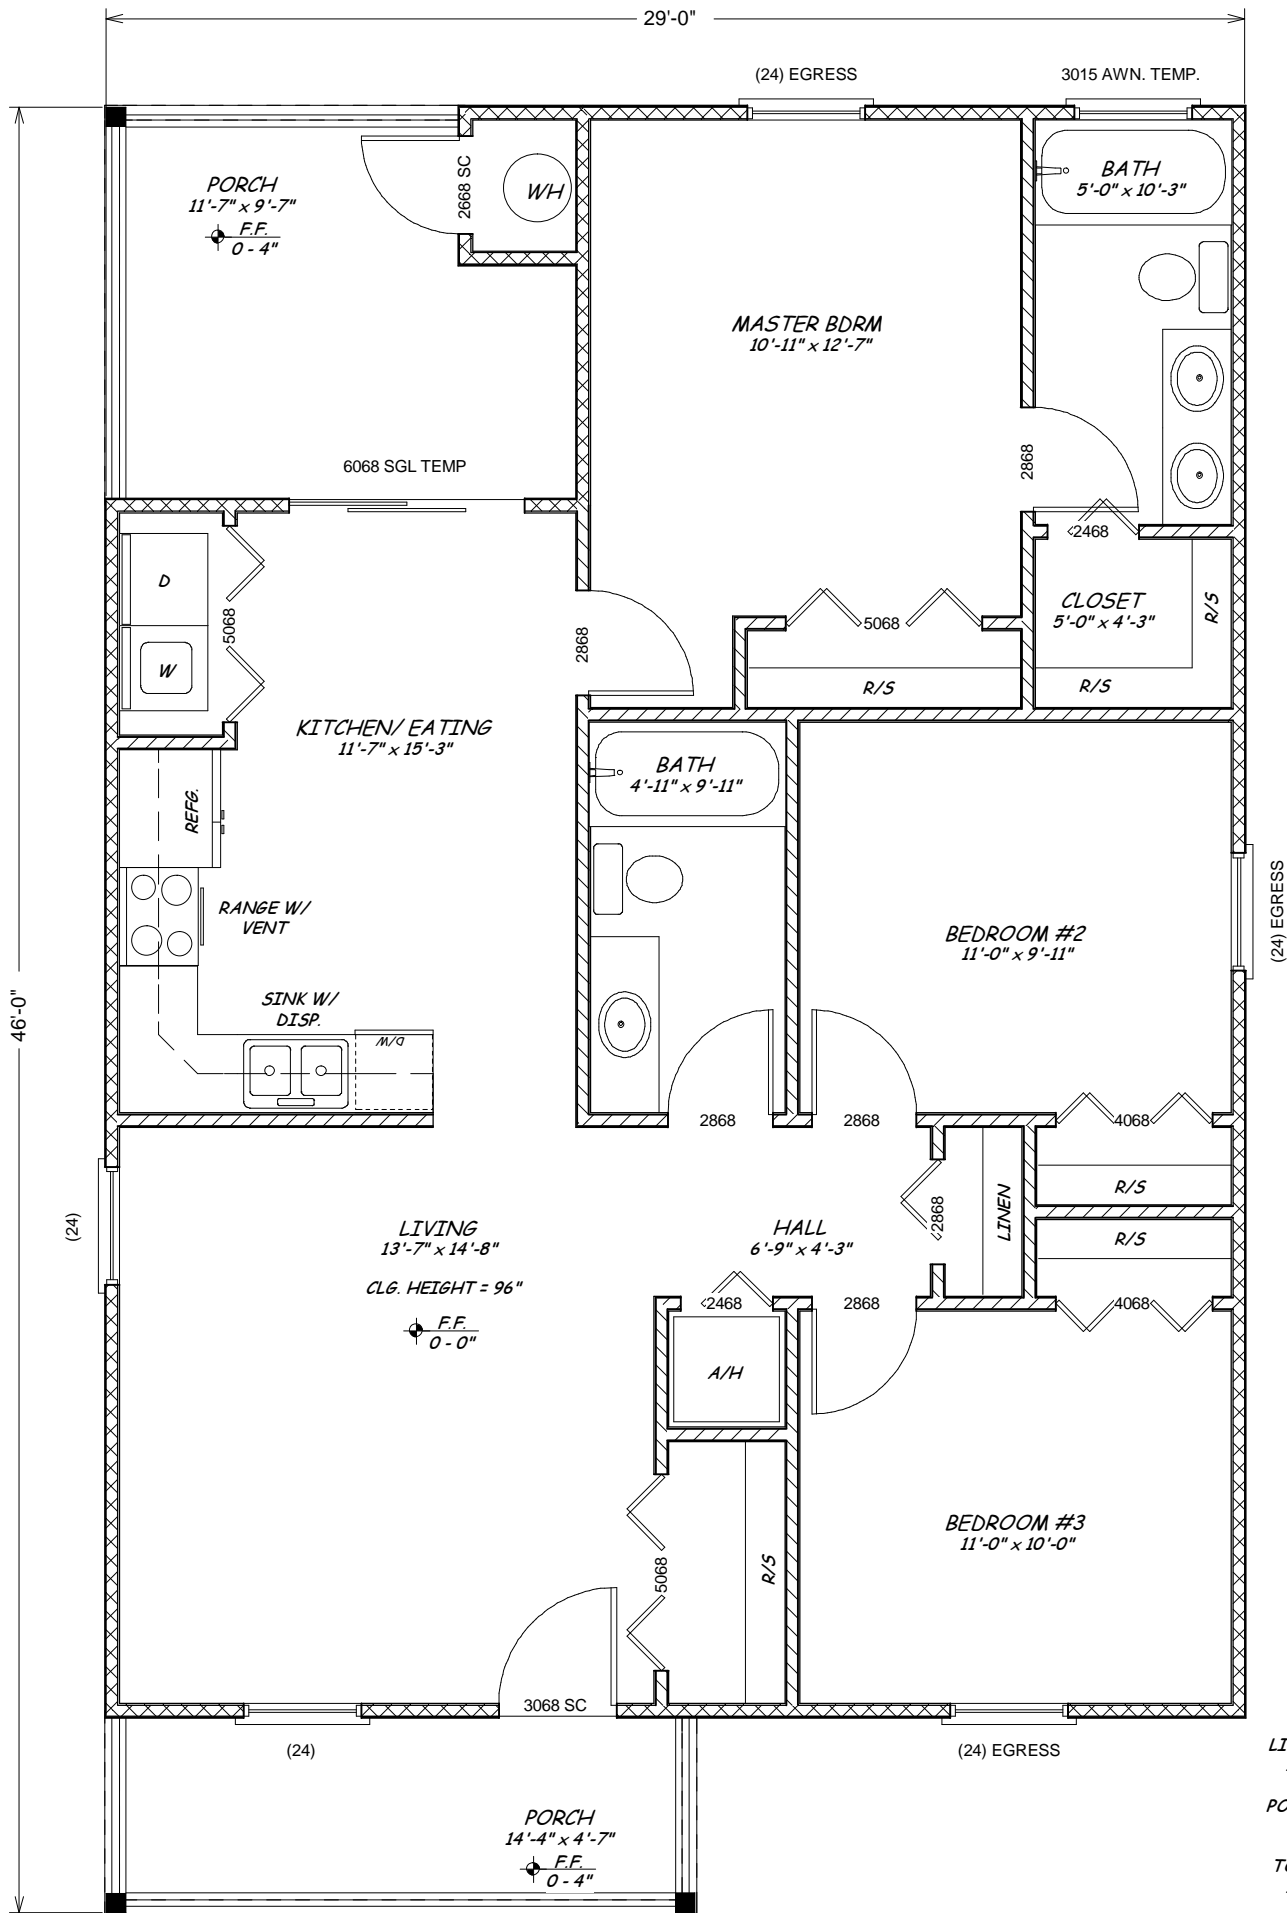 29'-0"
(24) EGRESS
3015 AWN. TEMP.
PORCH
11'-7" x 9'-7"
F.F.
0 - 4"
2668 SC
WH
BATH
5'-0" x 10'-3"
MASTER BDRM
10'-11" x 12'-7"
2868
6068 SGL TEMP
2468
D
W
5068
2868
5068
CLOSET
5'-0" x 4'-3"
R/S
R/S
R/S
KITCHEN/ EATING
11'-7" x 15'-3"
BATH
4'-11" x 9'-11"
REFG.
RANGE W/
VENT
BEDROOM #2
11'-0" x 9'-11"
(24) EGRESS
46'-0"
SINK W/
DISP.
D/W
2868
2868
4068
R/S
LINEN
2868
(24)
LIVING
13'-7" x 14'-8"
CLG. HEIGHT = 96"
F.F.
0 - 0"
HALL
6'-9" x 4'-3"
R/S
2468
2868
4068
A/H
BEDROOM #3
11'-0" x 10'-0"
5068
R/S
3068 SC
(24)
(24) EGRESS
PORCH
14'-4" x 4'-7"
F.F.
0 - 4"